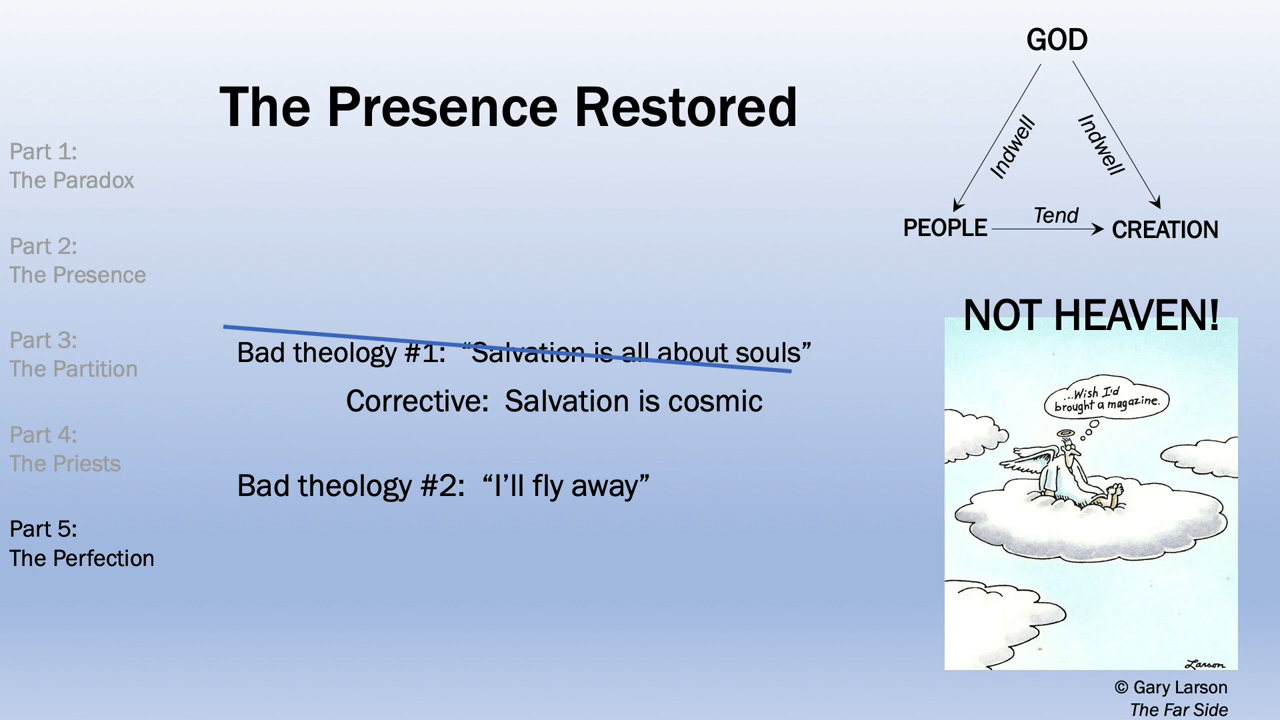 The Presence Restored
Part 1:
The Paradox
Part 2:
The Presence
Part 3:
The Partition
Part 4:
The Priests
Part 5:
The Perfection
Bad theology #1:  “Salvation is all about souls”
Corrective:  Salvation is cosmic
Bad theology #2:  “I’ll fly away”
GOD
Indwell
Indwell
PEOPLE
Tend
CREATION
NOT HEAVEN!
...Wish I'd
brought a magazine.
Larson
© Gary Larson
The Far Side